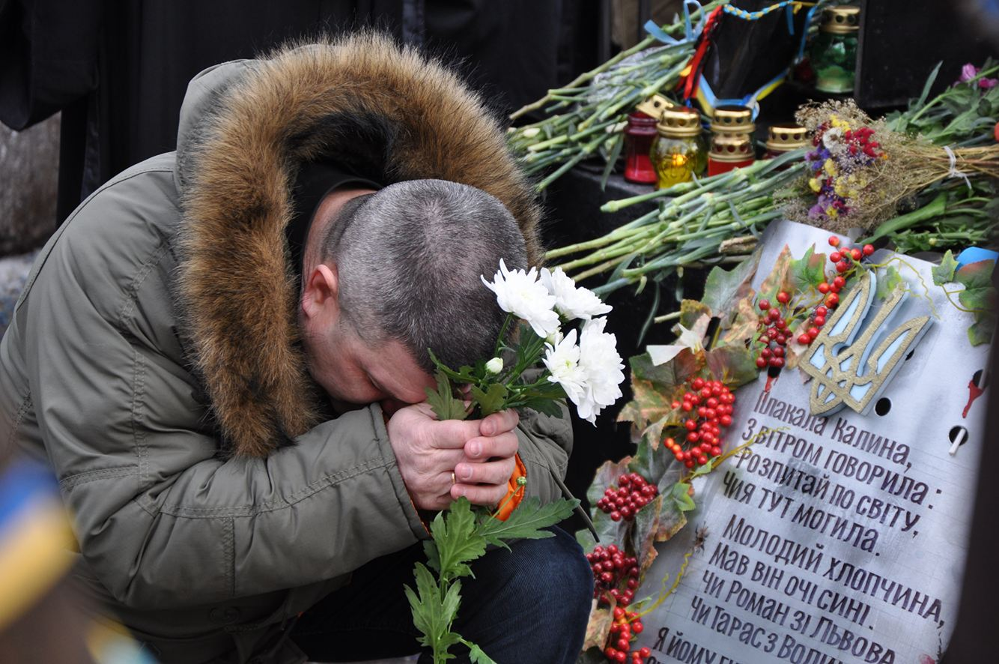 Плакала Калина,
З вітром говорила:
-Розпитай по світу,
Чия тут могила.
Молодий хлопчина,
Мав він очі сині.
Чи Роман зі Львова
Чи Тарас з
Я йому